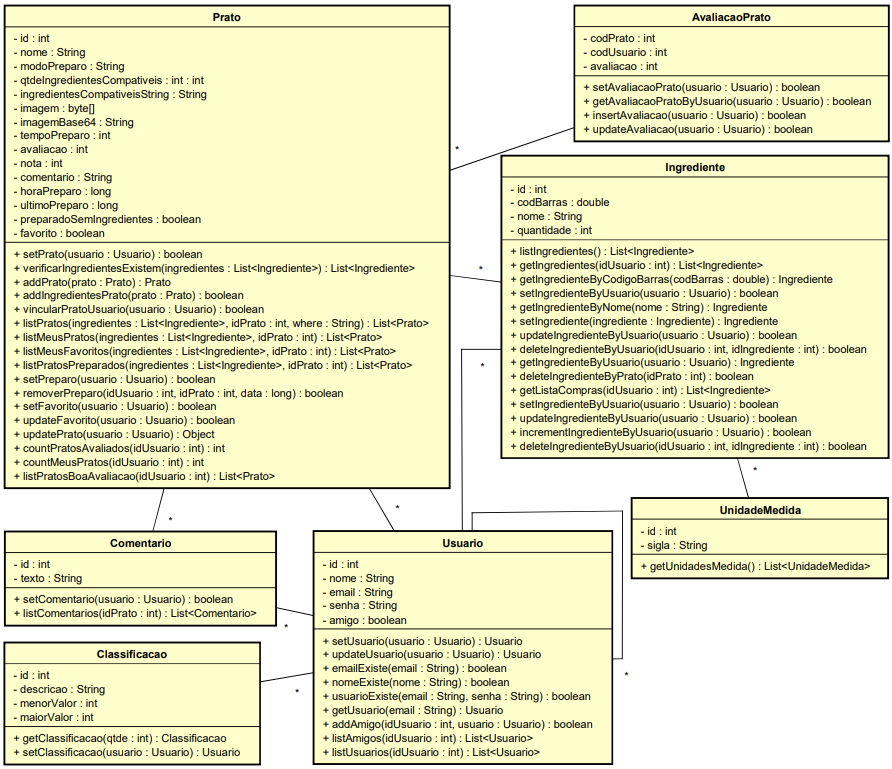 Prato
- id : int
- nome : String
- modoPreparo : String
- qtdeIngredientesCompativeis : int : int
- ingredientesCompativeisString : String
- imagem : byte[]
- imagemBase64 : String
- tempoPreparo : int
- avaliacao : int
- nota : int
- comentario : String
- horaPreparo : long
- ultimoPreparo : long
- preparadoSemIngredientes : boolean
- favorito : boolean
+ setPrato(usuario : Usuario) : boolean
+ verificarIngredientesExistem(ingredientes : List<Ingrediente>) : List<Ingrediente>
+ addPrato(prato : Prato) : Prato
+ addIngredientesPrato(prato : Prato) : boolean
+ vincularPratoUsuario(usuario : Usuario) : boolean
+ listPratos(ingredientes : List<Ingrediente>, idPrato : int, where : String) : List<Prato>
+ listMeusPratos(ingredientes : List<Ingrediente>, idPrato : int) : List<Prato>
+ listMeusFavoritos(ingredientes : List<Ingrediente>, idPrato : int) : List<Prato>
+ listPratosPreparados(ingredientes : List<Ingrediente>, idPrato : int) : List<Prato>
+ setPreparo(usuario : Usuario) : boolean
+ removerPreparo(idUsuario : int, idPrato : int, data : long) : boolean
+ setFavorito(usuario : Usuario) : boolean
+ updateFavorito(usuario : Usuario) : boolean
+ updatePrato(usuario : Usuario) : Object
+ countPratosAvaliados(idUsuario : int) : int
+ countMeusPratos(idUsuario : int) : int
+ listPratosBoaAvaliacao(idUsuario : int) : List<Prato>
AvaliacaoPrato
- codPrato : int
- codUsuario : int
- avaliacao : int
+ setAvaliacaoPrato(usuario : Usuario) : boolean
+ getAvaliacaoPratoByUsuario(usuario : Usuario) : boolean
+ insertAvaliacao(usuario : Usuario) : boolean
+ updateAvaliacao(usuario : Usuario) : boolean
*
Ingrediente
- id : int
- codBarras : double
- nome : String
- quantidade : int
+ listIngredientes() : List<Ingrediente>
+ getIngredientes(idUsuario : int) : List<Ingrediente>
+ getIngredienteByCodigoBarras(codBarras : double) : Ingrediente
+ setIngredienteByUsuario(usuario : Usuario) : boolean
+ getIngredienteByNome(nome : String) : Ingrediente
+ setIngrediente(ingrediente : Ingrediente) : Ingrediente
+ updateIngredienteByUsuario(usuario : Usuario) : boolean
+ deleteIngredienteByUsuario(idUsuario : int, idIngrediente : int) : boolean
+ getIngredienteByUsuario(usuario : Usuario) : Ingrediente
+ deleteIngredienteByPrato(idPrato : int) : boolean
+ getListaCompras(idUsuario : int) : List<Ingrediente>
+ setIngredienteByUsuario(usuario : Usuario) : boolean
+ updateIngredienteByUsuario(usuario : Usuario) : boolean
+ incrementIngredienteByUsuario(usuario : Usuario) : boolean
+ deleteIngredienteByUsuario(idUsuario : int, idIngrediente : int) : boolean
*
*
*
UnidadeMedida
- id : int
- sigla : String
+ getUnidadesMedida() : List<UnidadeMedida>
*
*
Comentario
- id : int
- texto : String
+ setComentario(usuario : Usuario) : boolean
+ listComentarios(idPrato : int) : List<Comentario>
*
Classificacao
- id : int
- descricao : String
- menorValor : int
- maiorValor : int
+ getClassificacao(qtde : int) : Classificacao
+ setClassificacao(usuario : Usuario) : Usuario
*
Usuario
- id : int
- nome : String
- email : String
- senha : String
- amigo : boolean
+ setUsuario(usuario : Usuario) : Usuario
+ updateUsuario(usuario : Usuario) : Usuario
+ emailExiste(email : String) : boolean
+ nomeExiste(nome : String) : boolean
+ usuarioExiste(email : String, senha : String) : boolean
+ getUsuario(email : String) : Usuario
+ addAmigo(idUsuario : int, usuario : Usuario) : boolean
+ listAmigos(idUsuario : int) : List<Usuario>
+ listUsuarios(idUsuario : int) : List<Usuario>
*